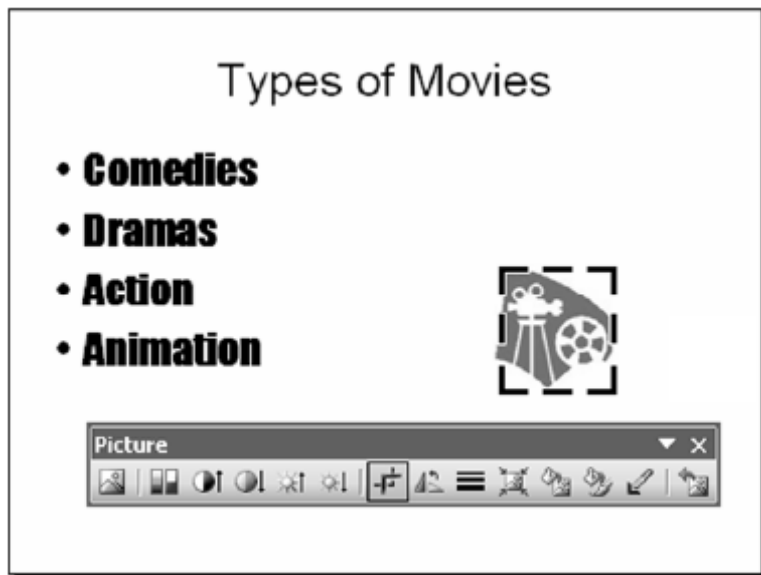 Types of Movies
• Comedies
• Dramas
• Action
• Animation
Picture